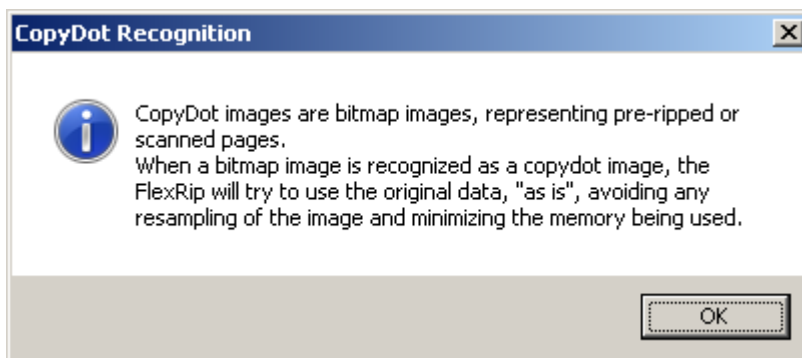 CopyDot Recognition
CopyDot images are bitmap images, representing pre-ripped or
scanned pages.
When a bitmap image is recognized as a copydot image, the
FlexRip will try to use the original data, "as is", avoiding any
resampling of the image and minimizing the memory being used.
OK